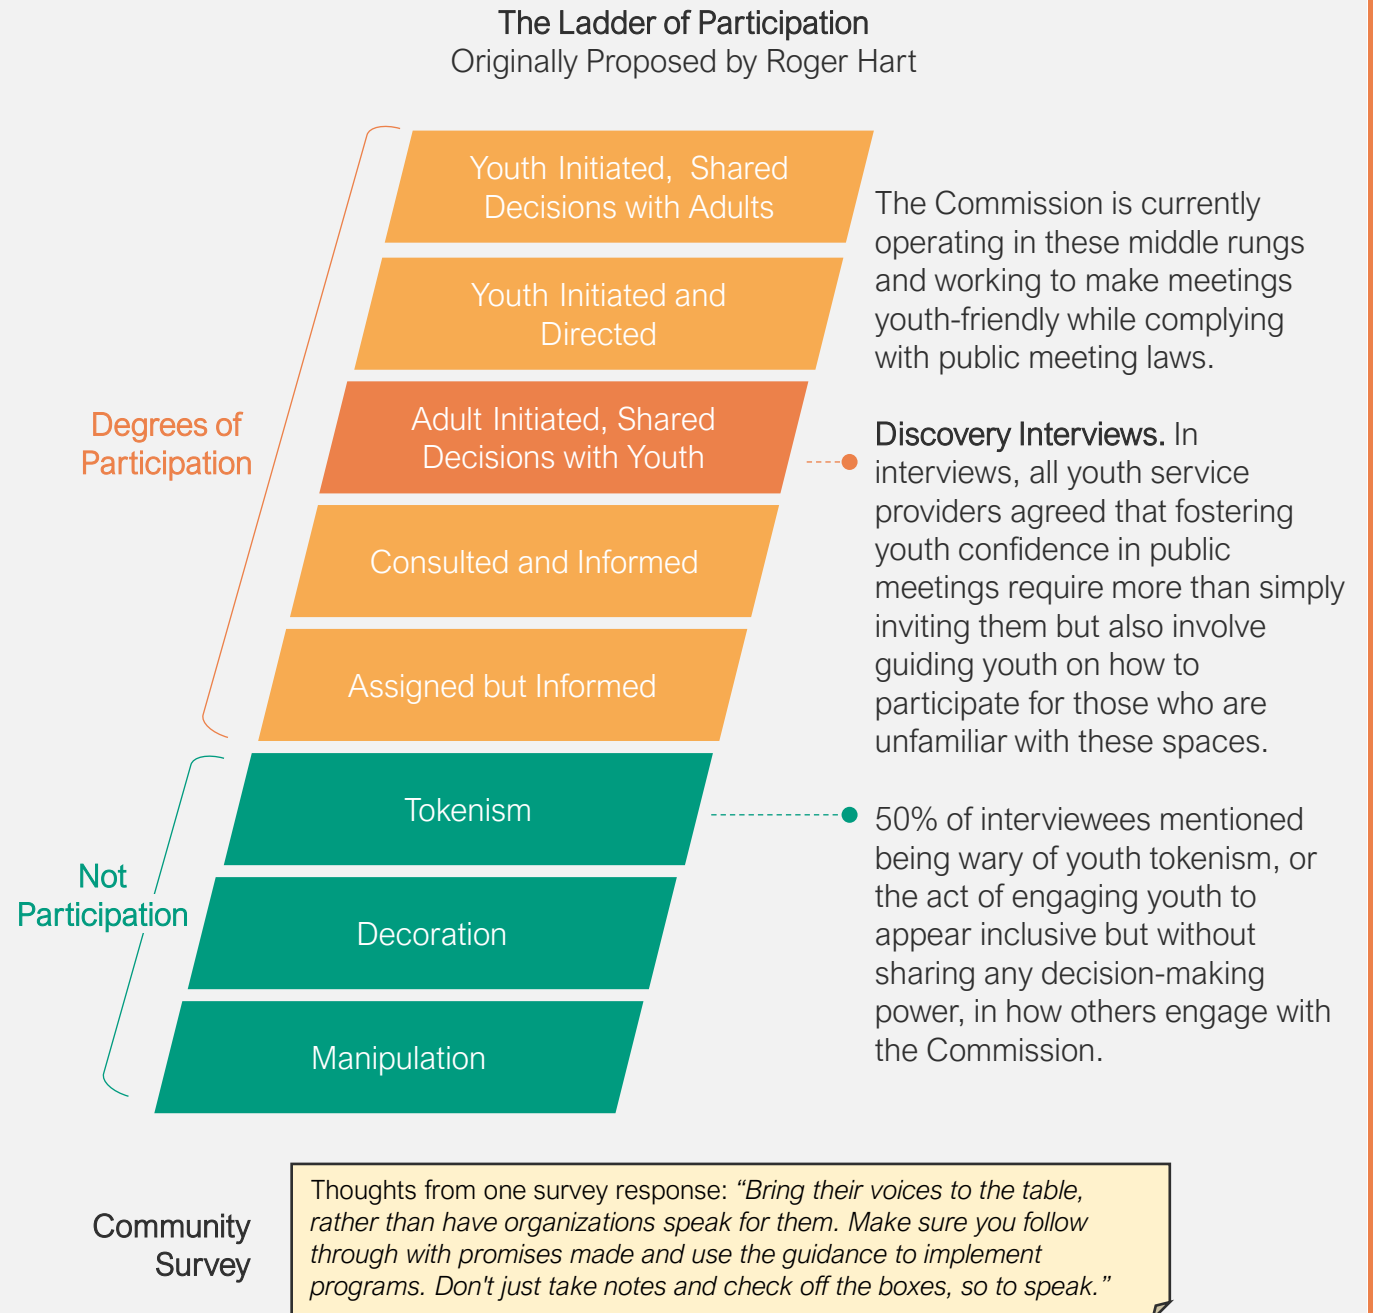 The Ladder of Participation
Originally Proposed by Roger Hart
Youth Initiated, Shared
Decisions with Adults
Youth Initiated and
Directed
Adult Initiated, Shared
Decisions with Youth
Consulted and Informed
Assigned but Informed
Tokenism
Decoration
Manipulation
Degrees of
Participation
Not
Participation
The Commission is currently
operating in these middle rungs
and working to make meetings
youth-friendly while complying
with public meeting laws.
Discovery Interviews. In
interviews, all youth service
providers agreed that fostering
youth confidence in public
meetings require more than simply
inviting them but also involve
guiding youth on how to
participate for those who are
unfamiliar with these spaces.
50% of interviewees mentioned
being wary of youth tokenism, or
the act of engaging youth to
appear inclusive but without
sharing any decision-making
power, in how others engage with
the Commission.
Community
Survey
Thoughts from one survey response: “Bring their voices to the table,
rather than have organizations speak for them. Make sure you follow
through with promises made and use the guidance to implement
programs. Don't just take notes and check off the boxes, so to speak.”